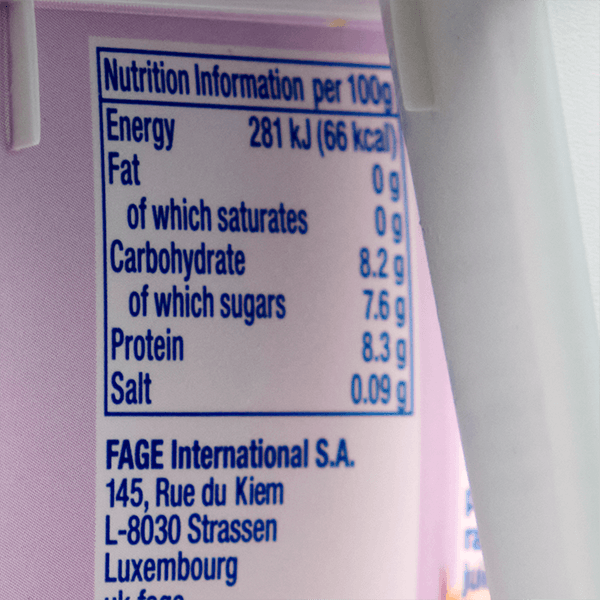 Nutrition Information per 100g
Energy 281 kJ (66 kcal)
Fat 0 g
of which saturates 0 g
Carbohydrate 8.2 g
of which sugars 7.6 g
Protein 8.3 g
Salt 0.09 g
FAGE International S.A.
145, Rue du Kiem
L-8030 Strassen
Luxembourg